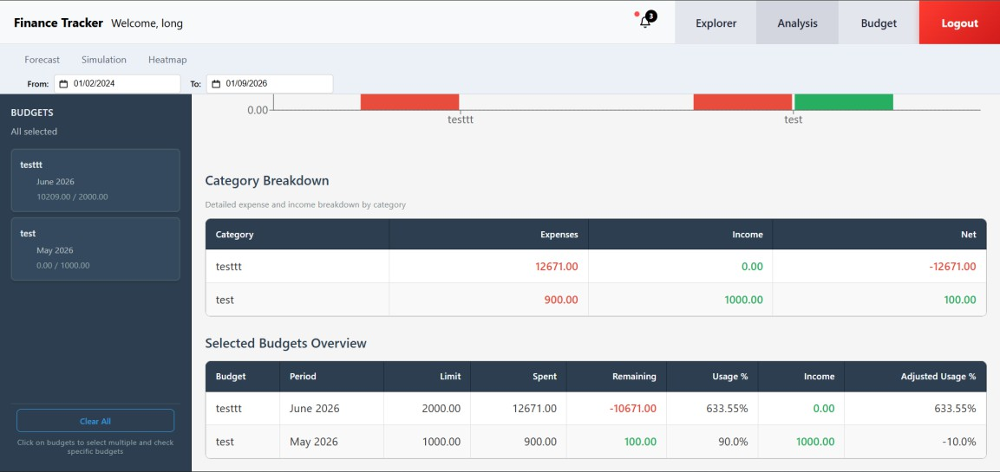 Finance Tracker Welcome, long 3 Explorer Analysis Budget Logout
Forecast Simulation Heatmap
From: 01/02/2024 To: 01/09/2026
BUDGETS
All selected
testtt
June 2026
10209.00 / 2000.00
test
May 2026
0.00 / 1000.00
Clear All
Click on budgets to select multiple and check
specific budgets
0.00
testtt test
Category Breakdown
Detailed expense and income breakdown by category
Category Expenses Income Net
testtt 12671.00 0.00 -12671.00
test 900.00 1000.00 100.00
Selected Budgets Overview
Budget Period Limit Spent Remaining Usage % Income Adjusted Usage %
testtt June 2026 2000.00 12671.00 -10671.00 633.55% 0.00 633.55%
test May 2026 1000.00 900.00 100.00 90.0% 1000.00 -10.0%